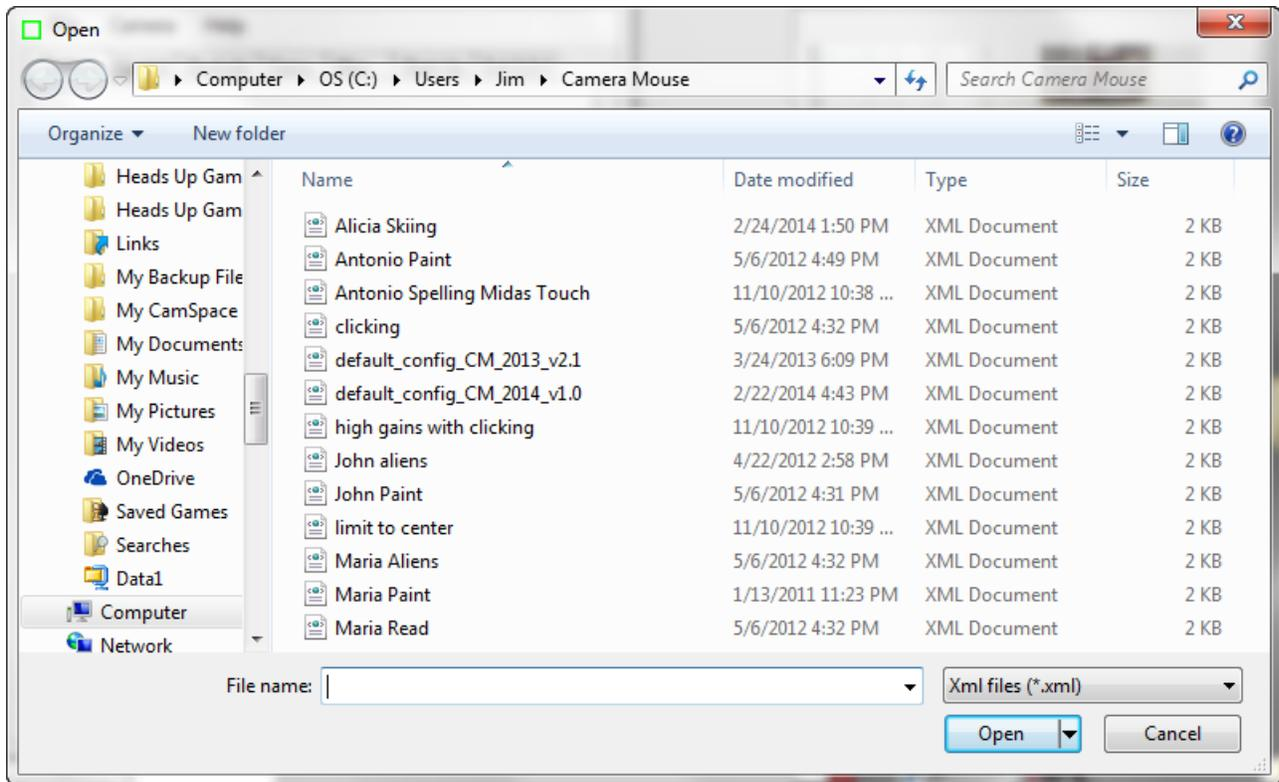 Open
Computer ▸ OS (C:) ▸ Users ▸ Jim ▸ Camera Mouse
Search Camera Mouse
Organize
New folder
Heads Up Gam
Heads Up Gam
Links
My Backup File
My CamSpace
My Documents
My Music
My Pictures
My Videos
OneDrive
Saved Games
Searches
Data1
Computer
Network
Name Date modified Type Size
Alicia Skiing 2/24/2014 1:50 PM XML Document 2 KB
Antonio Paint 5/6/2012 4:49 PM XML Document 2 KB
Antonio Spelling Midas Touch 11/10/2012 10:38 ... XML Document 2 KB
clicking 5/6/2012 4:32 PM XML Document 2 KB
default_config_CM_2013_v2.1 3/24/2013 6:09 PM XML Document 2 KB
default_config_CM_2014_v1.0 2/22/2014 4:43 PM XML Document 2 KB
high gains with clicking 11/10/2012 10:39 ... XML Document 2 KB
John aliens 4/22/2012 2:58 PM XML Document 2 KB
John Paint 5/6/2012 4:31 PM XML Document 2 KB
limit to center 11/10/2012 10:39 ... XML Document 2 KB
Maria Aliens 5/6/2012 4:32 PM XML Document 2 KB
Maria Paint 1/13/2011 11:23 PM XML Document 2 KB
Maria Read 5/6/2012 4:32 PM XML Document 2 KB
File name:
Xml files (*.xml)
Open
Cancel